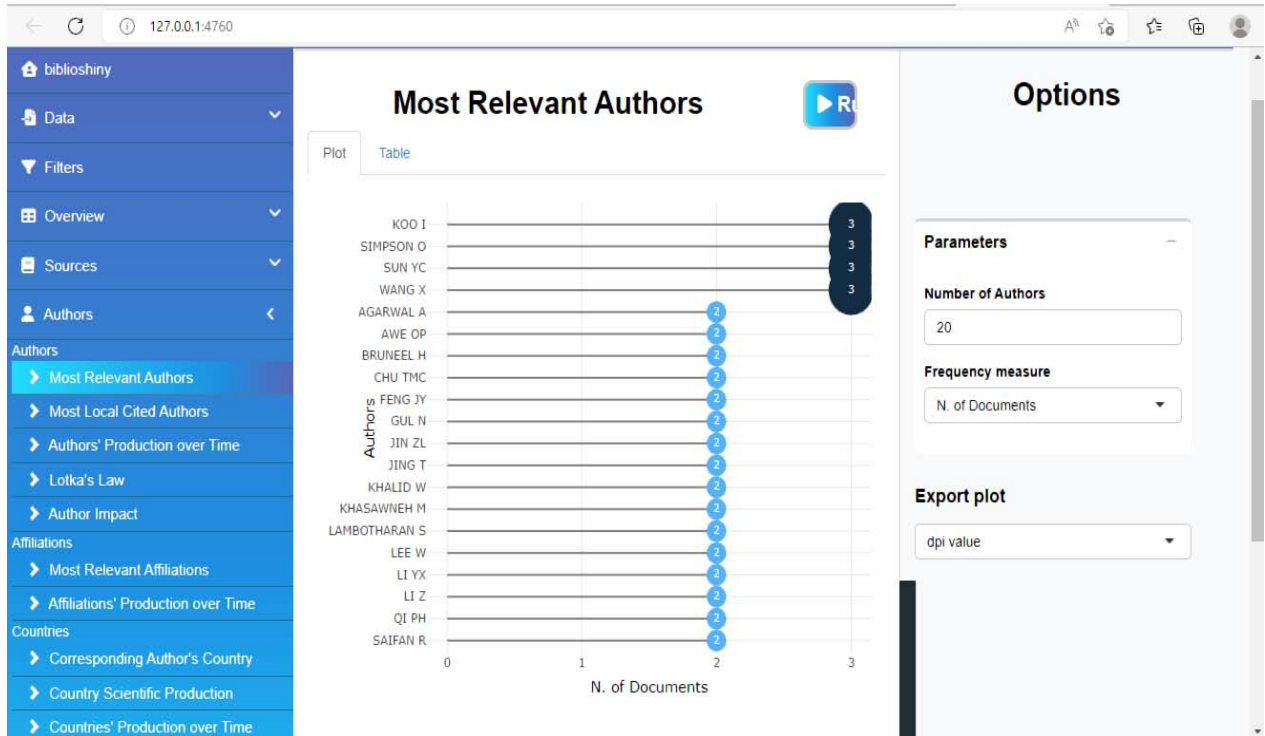 127.0.0.1:4760
biblioshiny
Data
Filters
Overview
Sources
Authors
Authors
Most Relevant Authors
Most Local Cited Authors
Authors' Production over Time
Lotka's Law
Author Impact
Affiliations
Most Relevant Affiliations
Affiliations' Production over Time
Countries
Corresponding Author's Country
Country Scientific Production
Countries' Production over Time
Most Relevant Authors
Ru
Plot Table
KOO I 3
SIMPSON O 3
SUN YC 3
WANG X 3
AGARWAL A 2
AWE OP 2
BRUNEEL H 2
CHU TMC 2
FENG JY 2
GUL N 2
JIN ZL 2
JING T 2
KHALID W 2
KHASAWNEH M 2
LAMBOTHARAN S 2
LEE W 2
LI YX 2
LI Z 2
QI PH 2
SAIFAN R 2
Authors
0 1 2 3
N. of Documents
Options
Parameters
Number of Authors
20
Frequency measure
N. of Documents
Export plot
dpi value